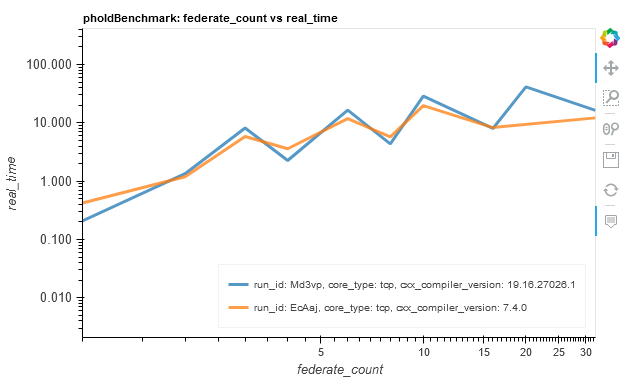 pholdBenchmark: federate_count vs real_time
100.000
10.000
1.000
0.100
0.010
real_time
run_id: Md3vp, core_type: tcp, cxx_compiler_version: 19.16.27026.1
run_id: EcAaj, core_type: tcp, cxx_compiler_version: 7.4.0
5 10 15 20 25 30
federate_count